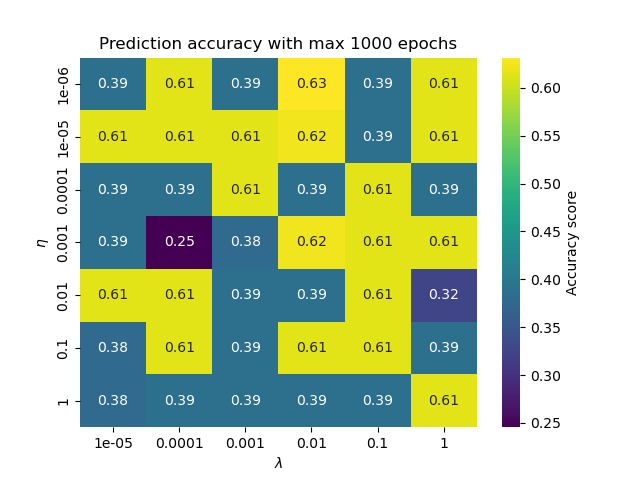 Prediction accuracy with max 1000 epochs
1e-06 0.39 0.61 0.39 0.63 0.39 0.61
1e-05 0.61 0.61 0.61 0.62 0.39 0.61
0.0001 0.39 0.39 0.61 0.39 0.61 0.39
0.001 0.39 0.25 0.38 0.62 0.61 0.61
0.01 0.61 0.61 0.39 0.39 0.61 0.32
0.1 0.38 0.61 0.39 0.61 0.61 0.39
1 0.38 0.39 0.39 0.39 0.39 0.61
η
1e-05 0.0001 0.001 0.01 0.1 1
λ
0.60
0.55
0.50
0.45
0.40
0.35
0.30
0.25
Accuracy score